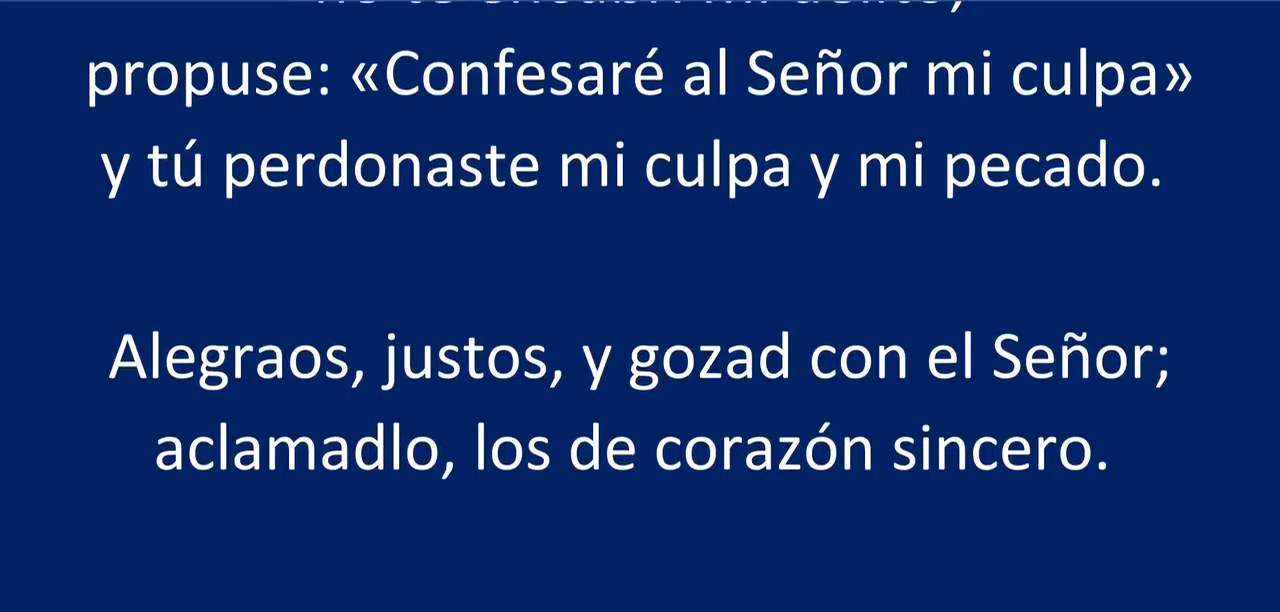 propuse: «Confesaré al Señor mi culpa»
y tú perdonaste mi culpa y mi pecado.
Alegraos, justos, y gozad con el Señor;
aclamadlo, los de corazón sincero.